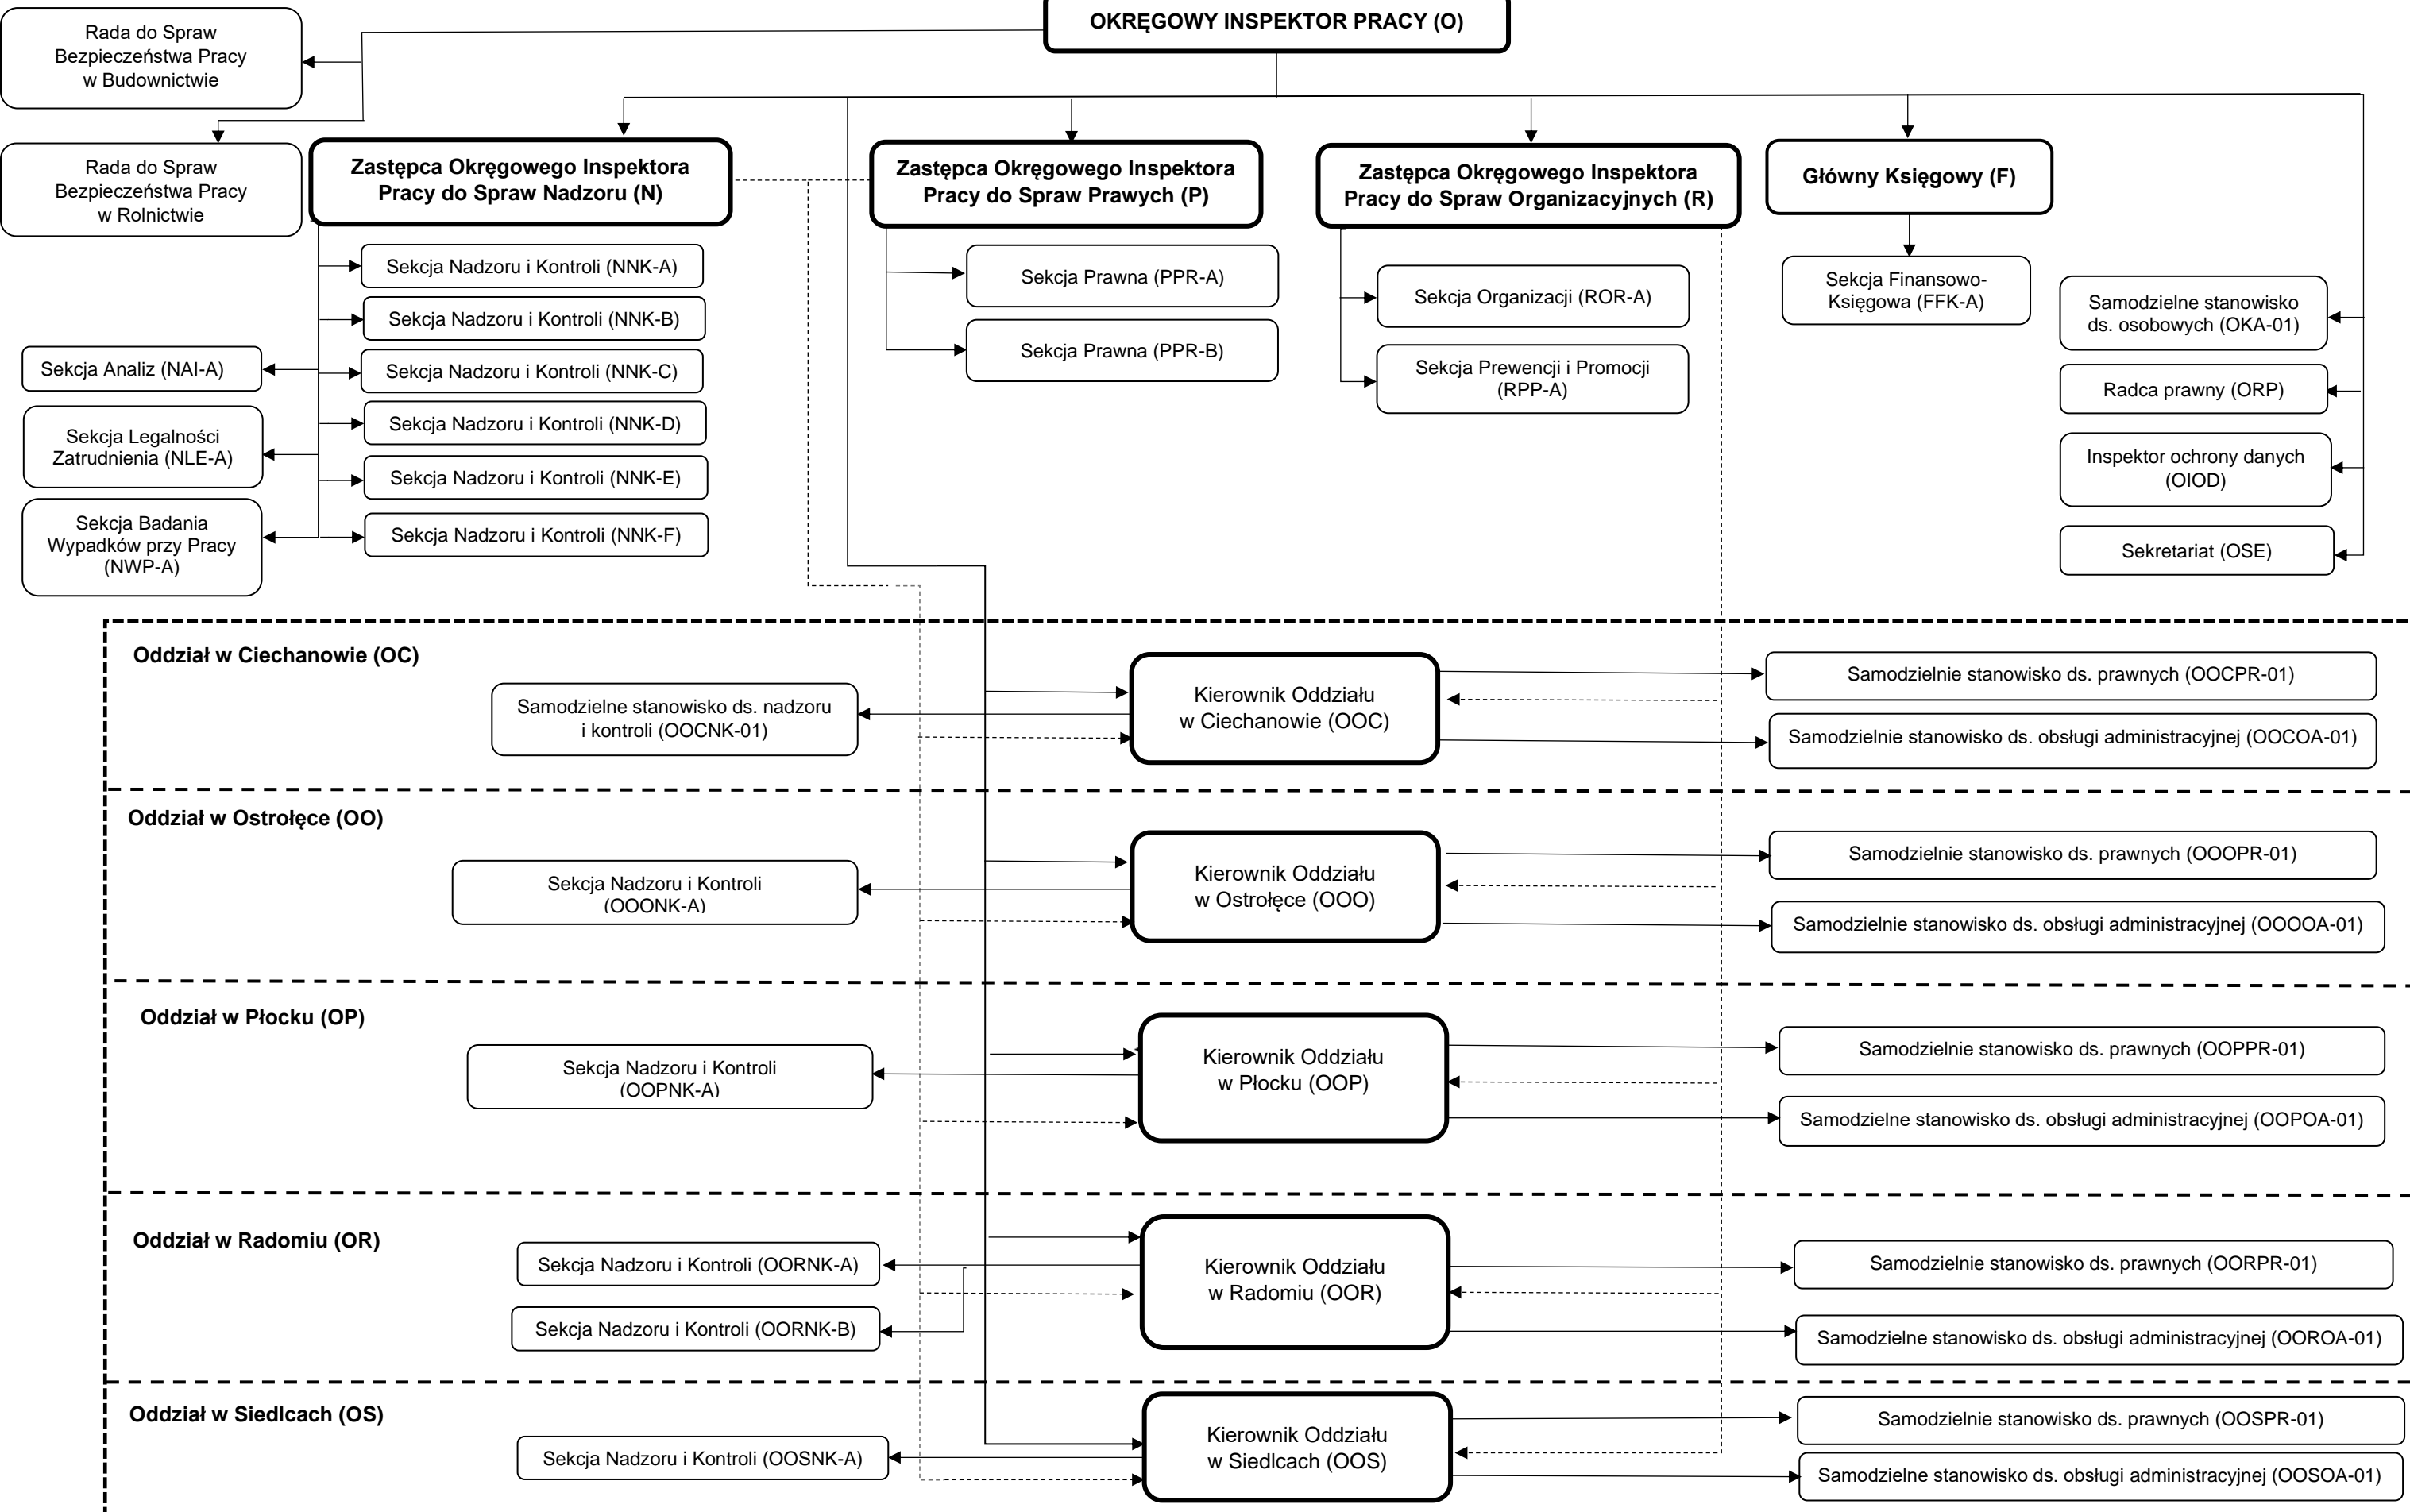 OKRĘGOWY INSPEKTOR PRACY (O)
Rada do Spraw
Bezpieczeństwa Pracy
w Budownictwie
Rada do Spraw
Bezpieczeństwa Pracy
w Rolnictwie
Zastępca Okręgowego Inspektora
Pracy do Spraw Nadzoru (N)
Zastępca Okręgowego Inspektora
Pracy do Spraw Prawych (P)
Zastępca Okręgowego Inspektora
Pracy do Spraw Organizacyjnych (R)
Główny Księgowy (F)
Sekcja Nadzoru i Kontroli (NNK-A)
Sekcja Nadzoru i Kontroli (NNK-B)
Sekcja Nadzoru i Kontroli (NNK-C)
Sekcja Nadzoru i Kontroli (NNK-D)
Sekcja Nadzoru i Kontroli (NNK-E)
Sekcja Nadzoru i Kontroli (NNK-F)
Sekcja Analiz (NAI-A)
Sekcja Legalności
Zatrudnienia (NLE-A)
Sekcja Badania
Wypadków przy Pracy
(NWP-A)
Sekcja Prawna (PPR-A)
Sekcja Prawna (PPR-B)
Sekcja Organizacji (ROR-A)
Sekcja Prewencji i Promocji
(RPP-A)
Sekcja Finansowo-
Księgowa (FFK-A)
Samodzielne stanowisko
ds. osobowych (OKA-01)
Radca prawny (ORP)
Inspektor ochrony danych
(OIOD)
Sekretariat (OSE)
Oddział w Ciechanowie (OC)
Samodzielne stanowisko ds. nadzoru
i kontroli (OOCNK-01)
Kierownik Oddziału
w Ciechanowie (OOC)
Samodzielnie stanowisko ds. prawnych (OOCPR-01)
Samodzielnie stanowisko ds. obsługi administracyjnej (OOCOA-01)
Oddział w Ostrołęce (OO)
Sekcja Nadzoru i Kontroli
(OOONK-A)
Kierownik Oddziału
w Ostrołęce (OOO)
Samodzielnie stanowisko ds. prawnych (OOOPR-01)
Samodzielnie stanowisko ds. obsługi administracyjnej (OOOOA-01)
Oddział w Płocku (OP)
Sekcja Nadzoru i Kontroli
(OOPNK-A)
Kierownik Oddziału
w Płocku (OOP)
Samodzielnie stanowisko ds. prawnych (OOPPR-01)
Samodzielne stanowisko ds. obsługi administracyjnej (OOPOA-01)
Oddział w Radomiu (OR)
Sekcja Nadzoru i Kontroli (OORNK-A)
Sekcja Nadzoru i Kontroli (OORNK-B)
Kierownik Oddziału
w Radomiu (OOR)
Samodzielnie stanowisko ds. prawnych (OORPR-01)
Samodzielne stanowisko ds. obsługi administracyjnej (OOROA-01)
Oddział w Siedlcach (OS)
Sekcja Nadzoru i Kontroli (OOSNK-A)
Kierownik Oddziału
w Siedlcach (OOS)
Samodzielnie stanowisko ds. prawnych (OOSPR-01)
Samodzielne stanowisko ds. obsługi administracyjnej (OOSOA-01)